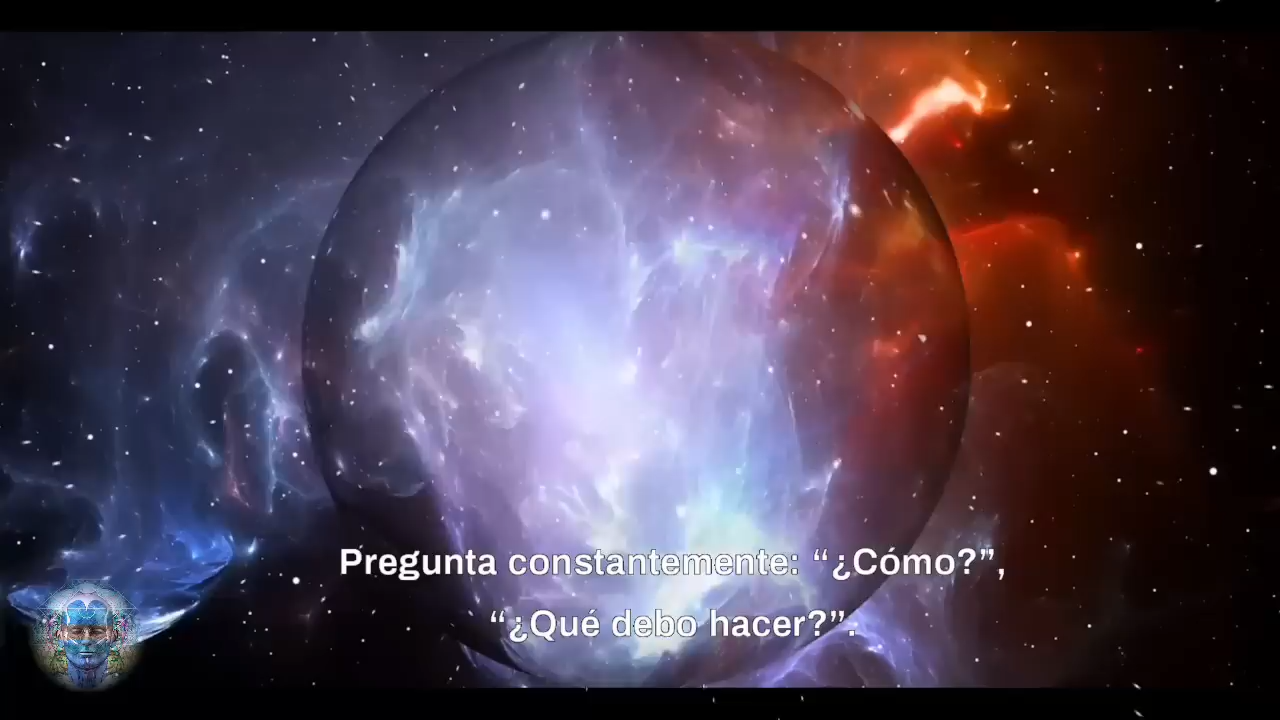 Pregunta constantemente: “¿Cómo?”,
“¿Qué debo hacer?”.